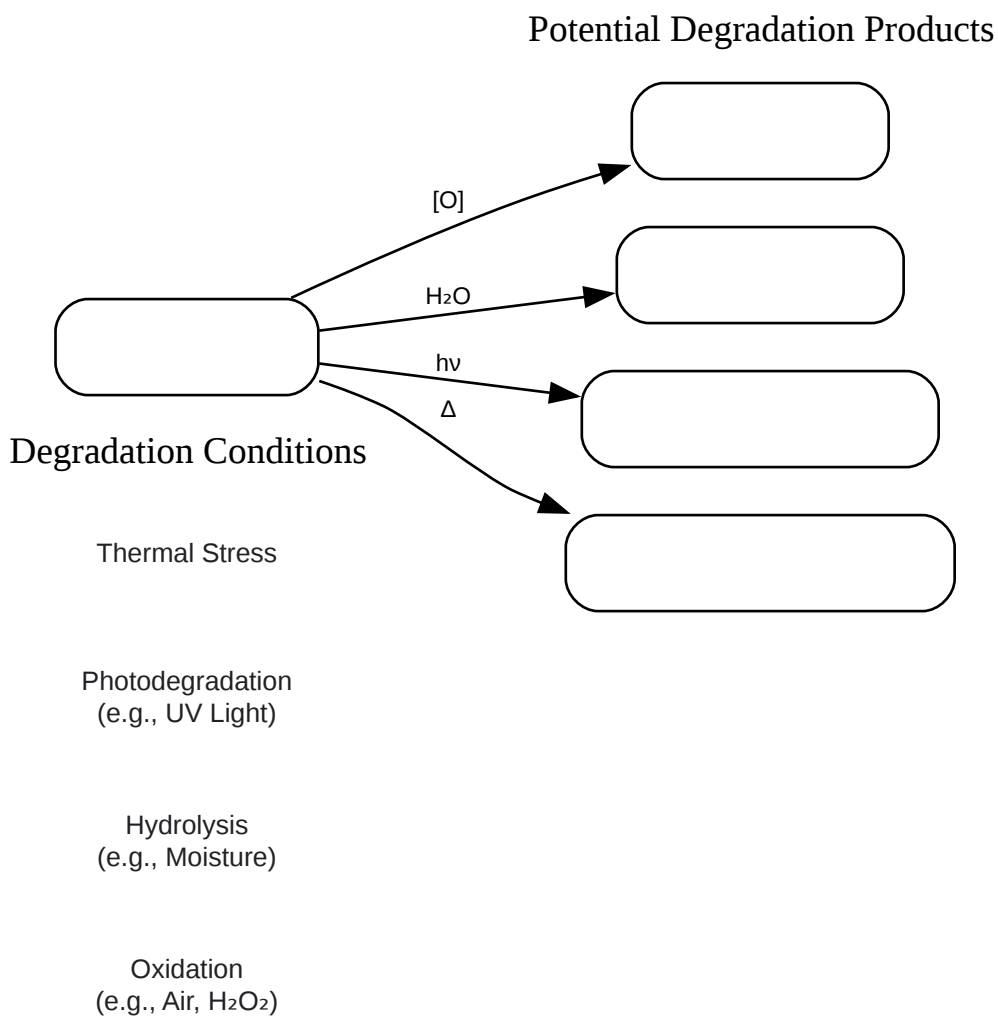 Potential Degradation Products
[O]
H₂O
hν
Δ
Degradation Conditions
Thermal Stress
Photodegradation
(e.g., UV Light)
Hydrolysis
(e.g., Moisture)
Oxidation
(e.g., Air, H₂O₂)